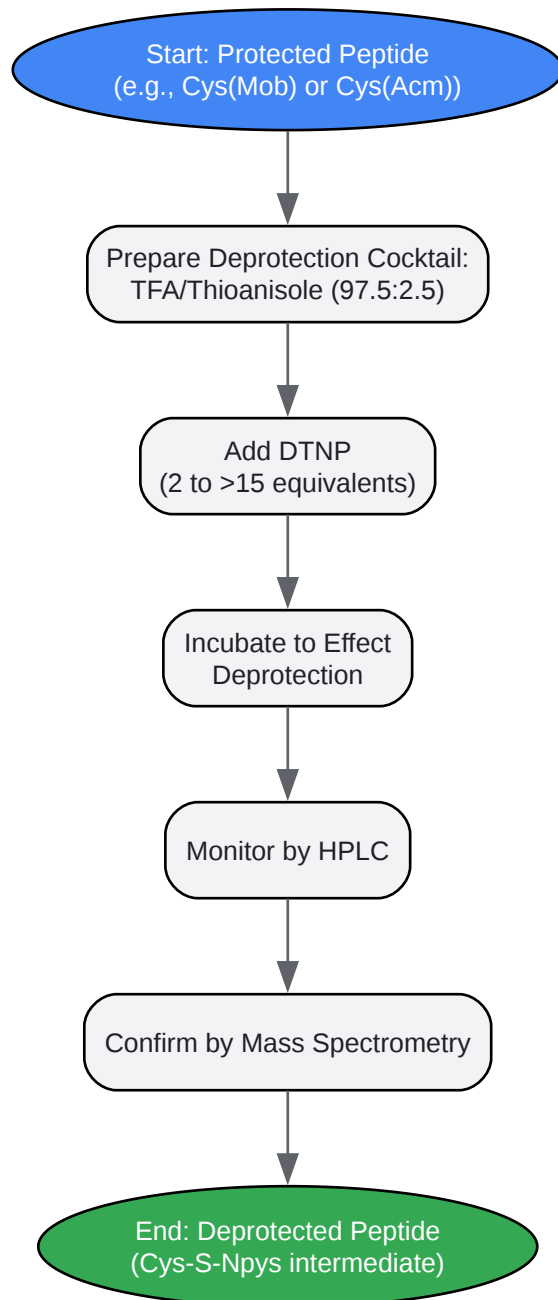 Start: Protected Peptide
(e.g., Cys(Mob) or Cys(Acm))
Prepare Deprotection Cocktail:
TFA/Thioanisole (97.5:2.5)
Add DTNP
(2 to >15 equivalents)
Incubate to Effect
Deprotection
Monitor by HPLC
Confirm by Mass Spectrometry
End: Deprotected Peptide
(Cys-S-Npys intermediate)